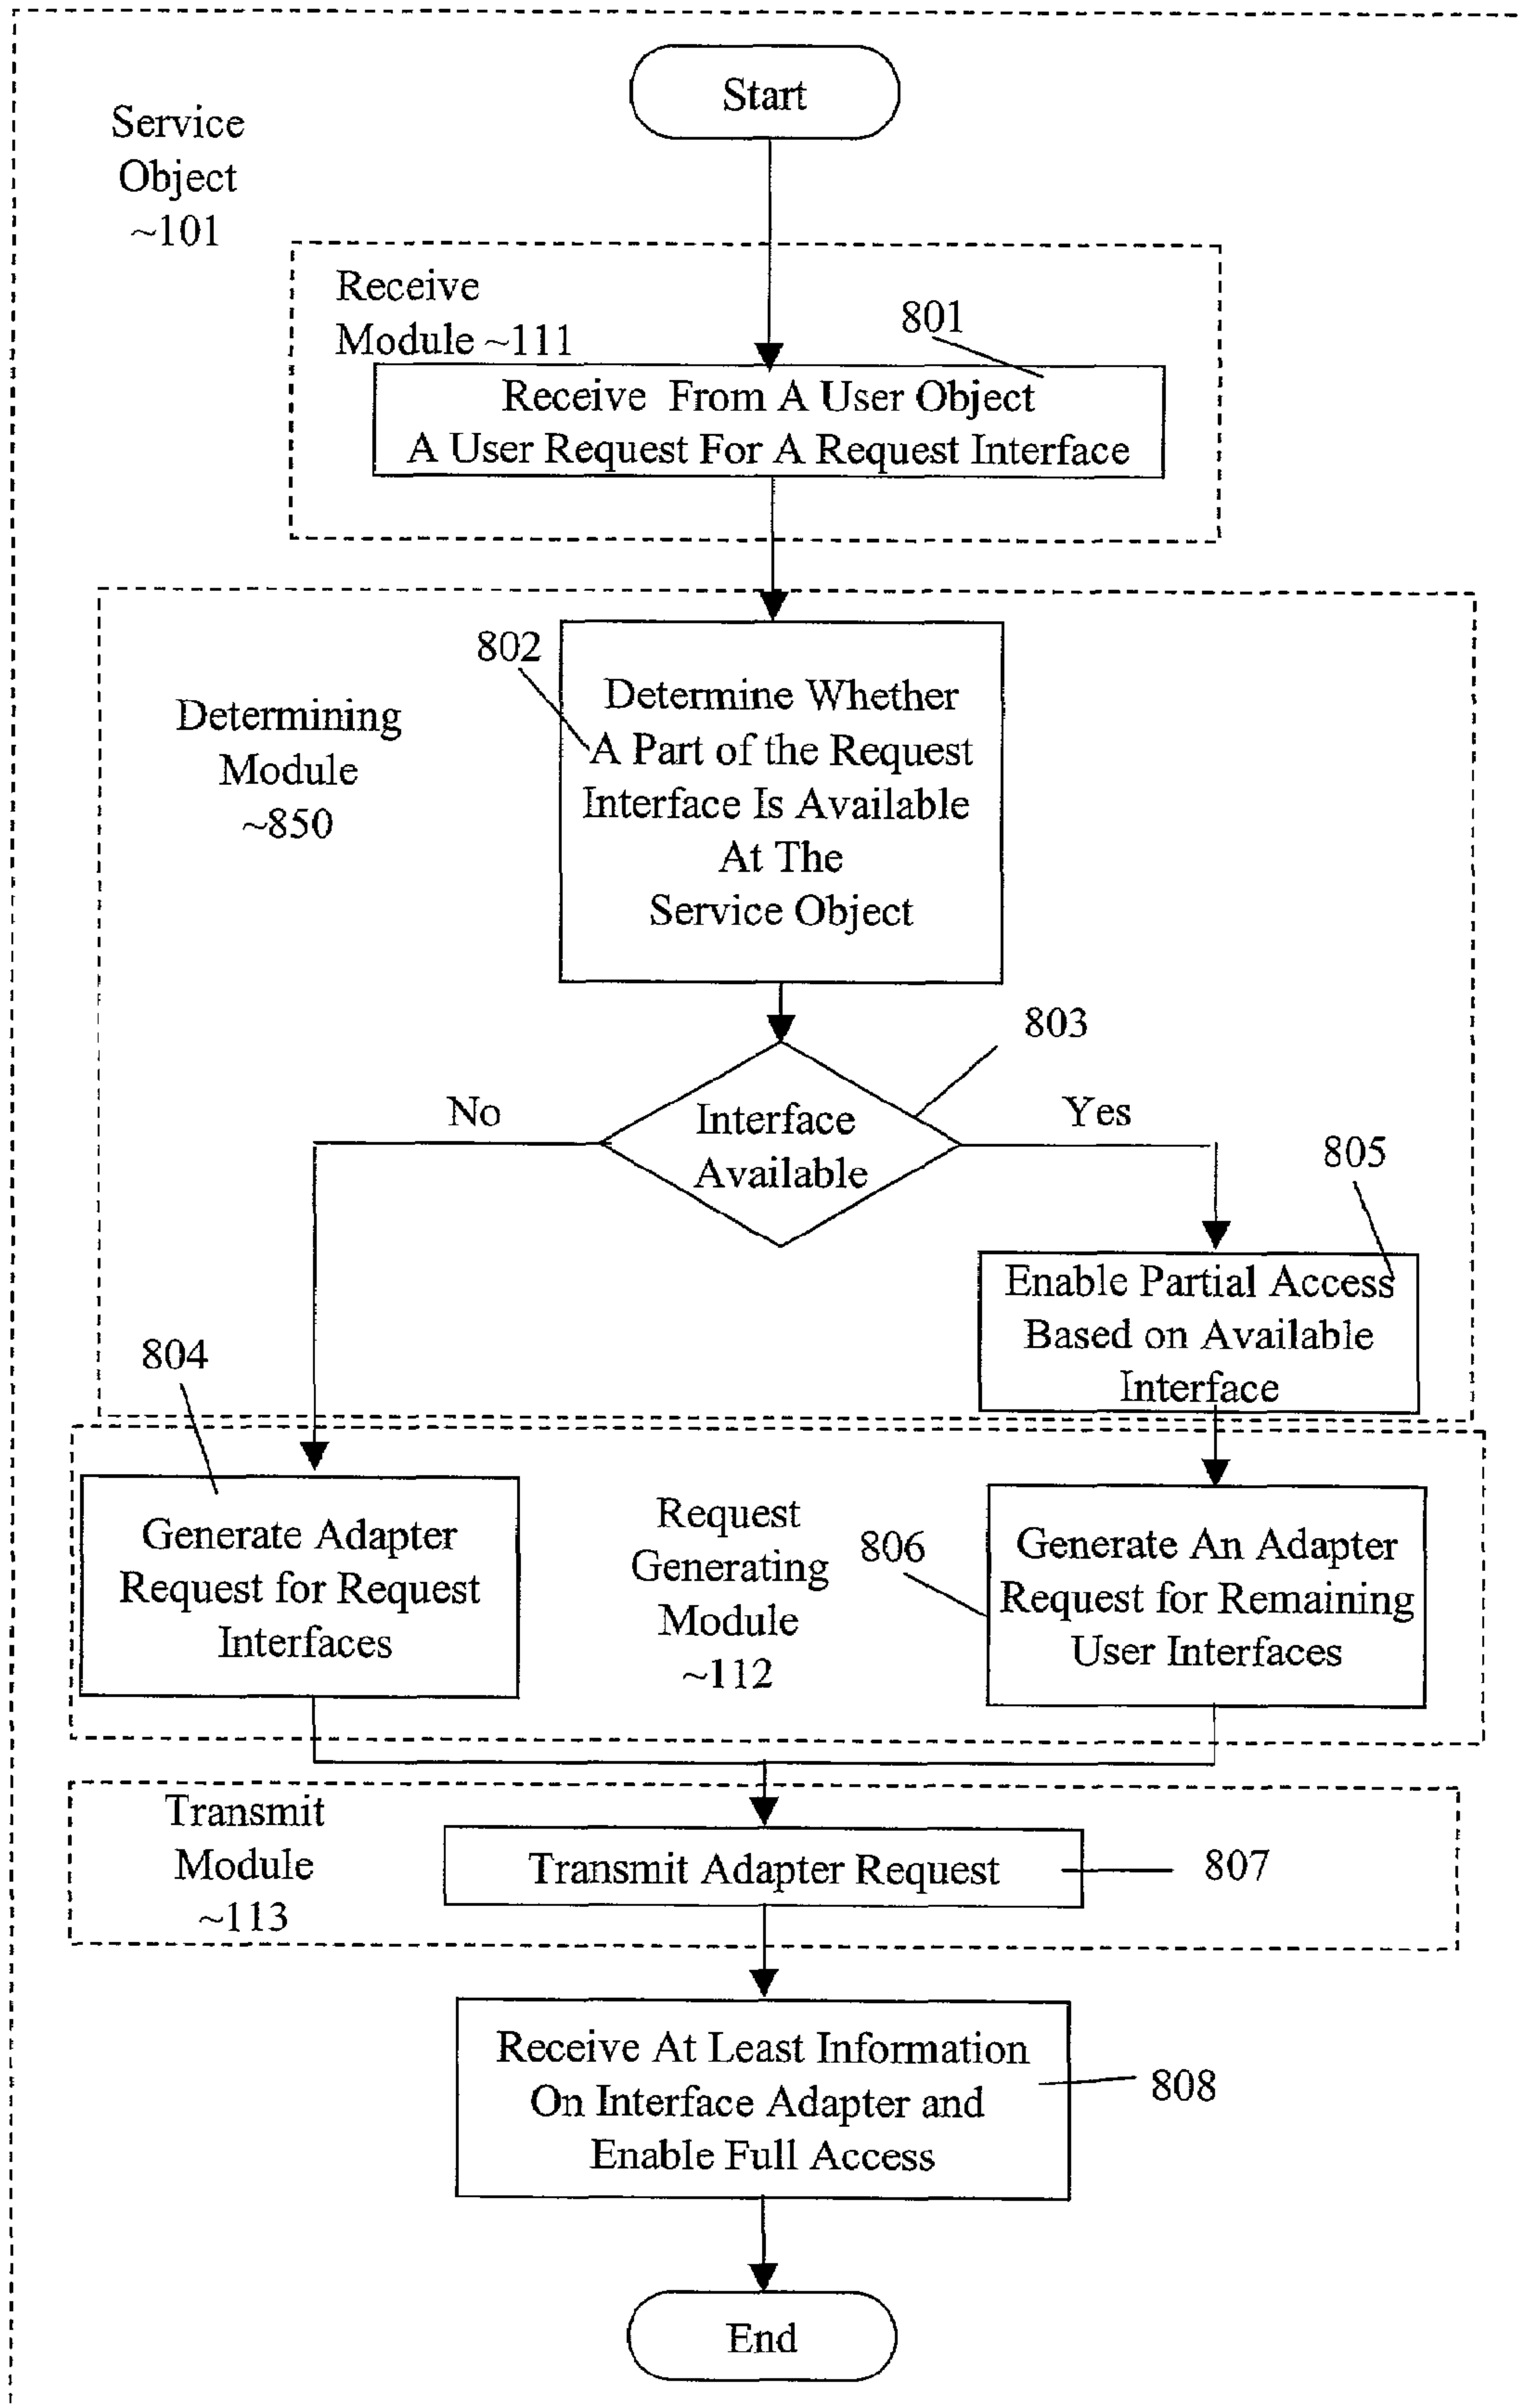 Start
Service
Object
~101
Receive
Module ~111
801
Receive From A User Object
A User Request For A Request Interface
802
Determine Whether
A Part of the Request
Interface Is Available
At The
Service Object
Determining
Module
~850
803
No
Interface
Available
Yes
805
Enable Partial Access
Based on Available
Interface
804
Generate Adapter
Request for Request
Interfaces
Request
Generating
Module
~112
806
Generate An Adapter
Request for Remaining
User Interfaces
Transmit
Module
~113
Transmit Adapter Request
807
Receive At Least Information
On Interface Adapter and
Enable Full Access
808
End